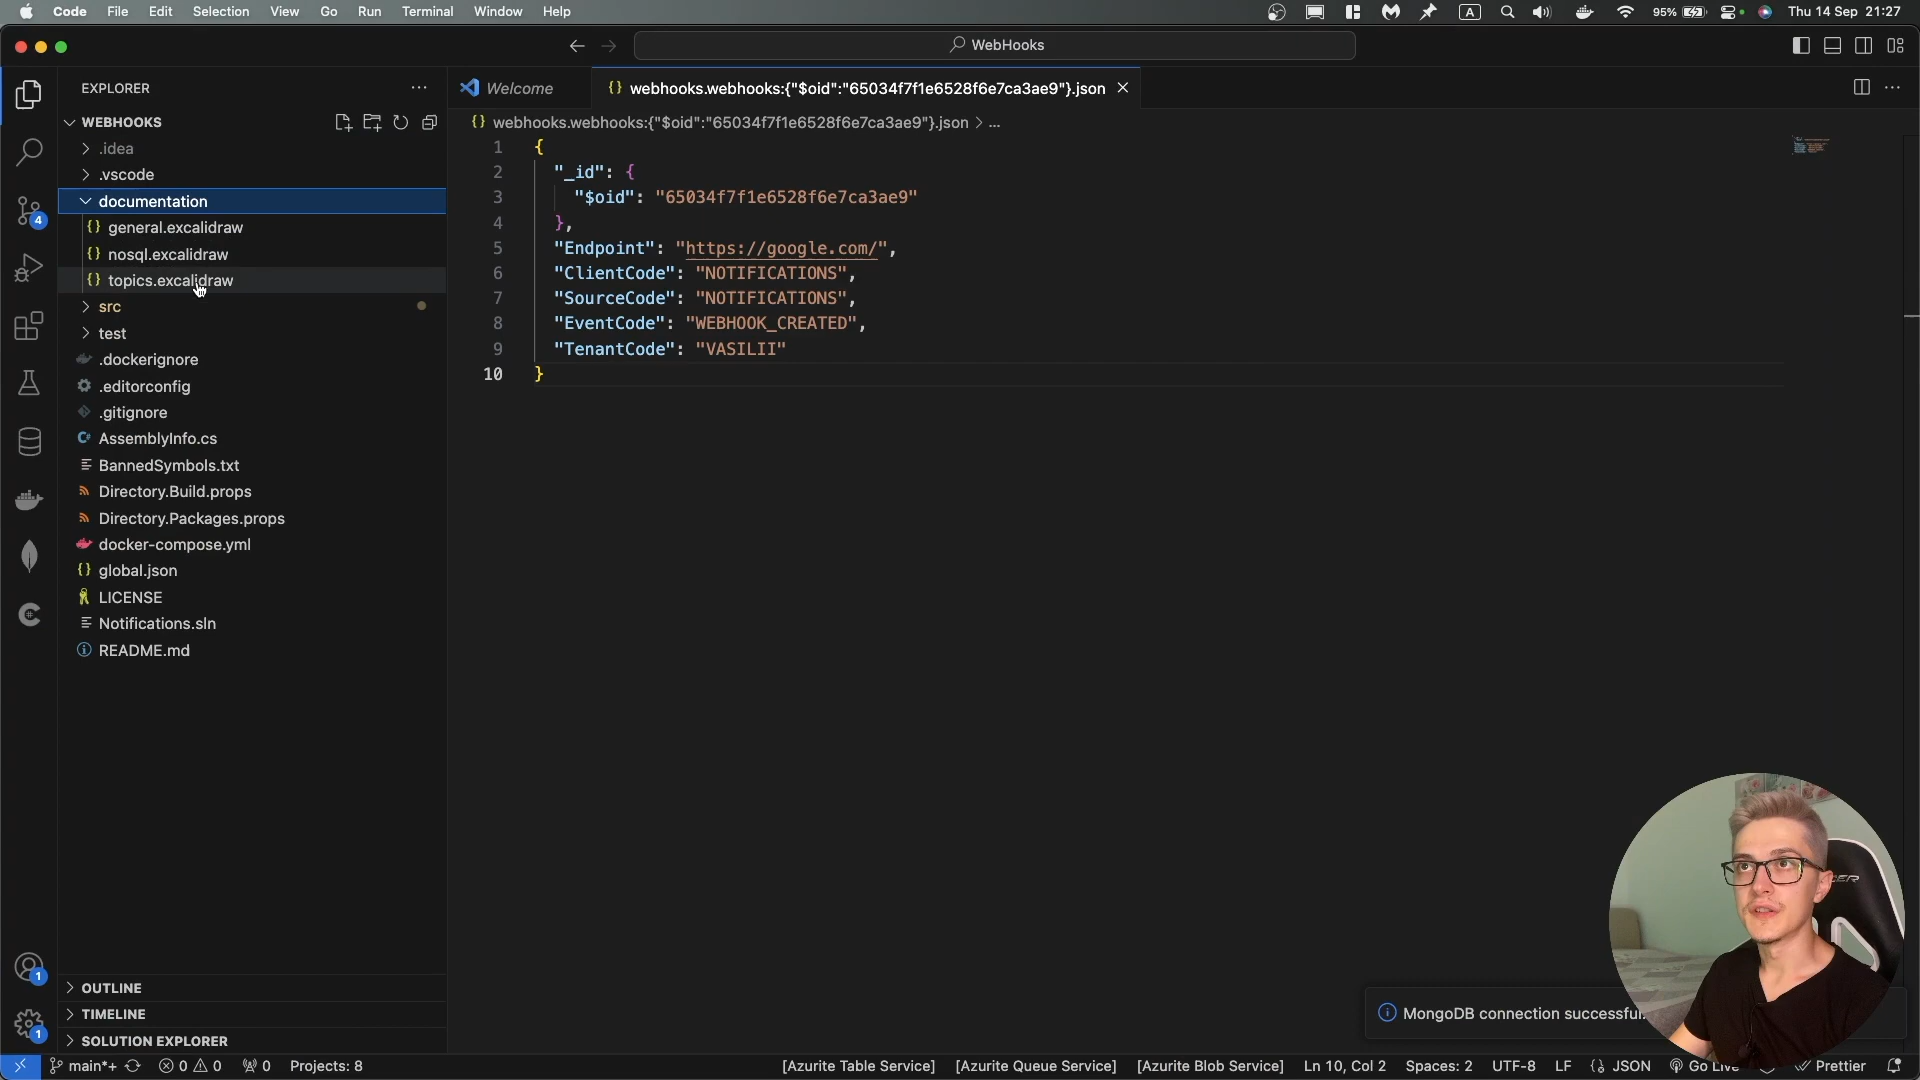 Code File Edit Selection View Go Run Terminal Window Help
A 95% Thu 14 Sep 21:27
WebHooks
EXPLORER
WEBHOOKS
.idea
.vscode
documentation
general.excalidraw
nosql.excalidraw
topics.excalidraw
src
test
.dockerignore
.editorconfig
.gitignore
AssemblyInfo.cs
BannedSymbols.txt
Directory.Build.props
Directory.Packages.props
docker-compose.yml
global.json
LICENSE
Notifications.sln
README.md
OUTLINE
TIMELINE
SOLUTION EXPLORER
4
1
1
Welcome
{} webhooks.webhooks:{"$oid":"65034f7f1e6528f6e7ca3ae9"}.json
{} webhooks.webhooks:{"$oid":"65034f7f1e6528f6e7ca3ae9"}.json > ...
1 {
2 "_id": {
3 "$oid": "65034f7f1e6528f6e7ca3ae9"
4 },
5 "Endpoint": "https://google.com/",
6 "ClientCode": "NOTIFICATIONS",
7 "SourceCode": "NOTIFICATIONS",
8 "EventCode": "WEBHOOK_CREATED",
9 "TenantCode": "VASILII"
10 }
MongoDB connection successful.
main*+ 0 0 0 Projects: 8 [Azurite Table Service] [Azurite Queue Service] [Azurite Blob Service] Ln 10, Col 2 Spaces: 2 UTF-8 LF {} JSON Go Live Prettier